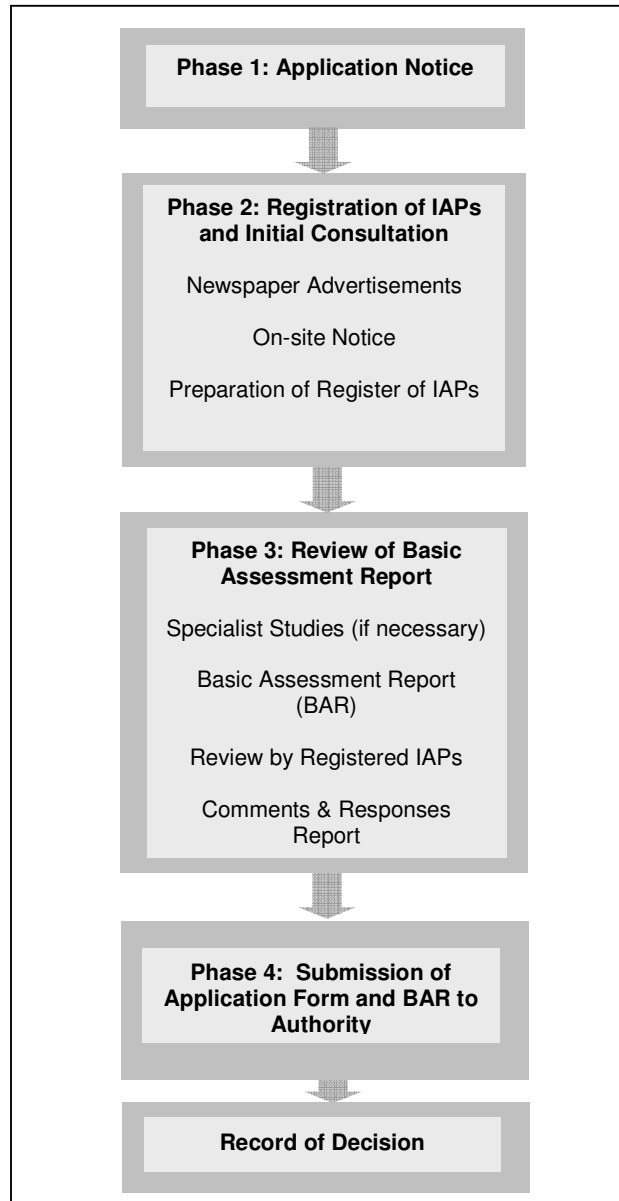 Phase 1: Application Notice
Phase 2: Registration of IAPs
and Initial Consultation
Newspaper Advertisements
On-site Notice
Preparation of Register of IAPs
Phase 3: Review of Basic
Assessment Report
Specialist Studies (if necessary)
Basic Assessment Report
(BAR)
Review by Registered IAPs
Comments & Responses
Report
Phase 4:  Submission of
Application Form and BAR to
Authority
Record of Decision